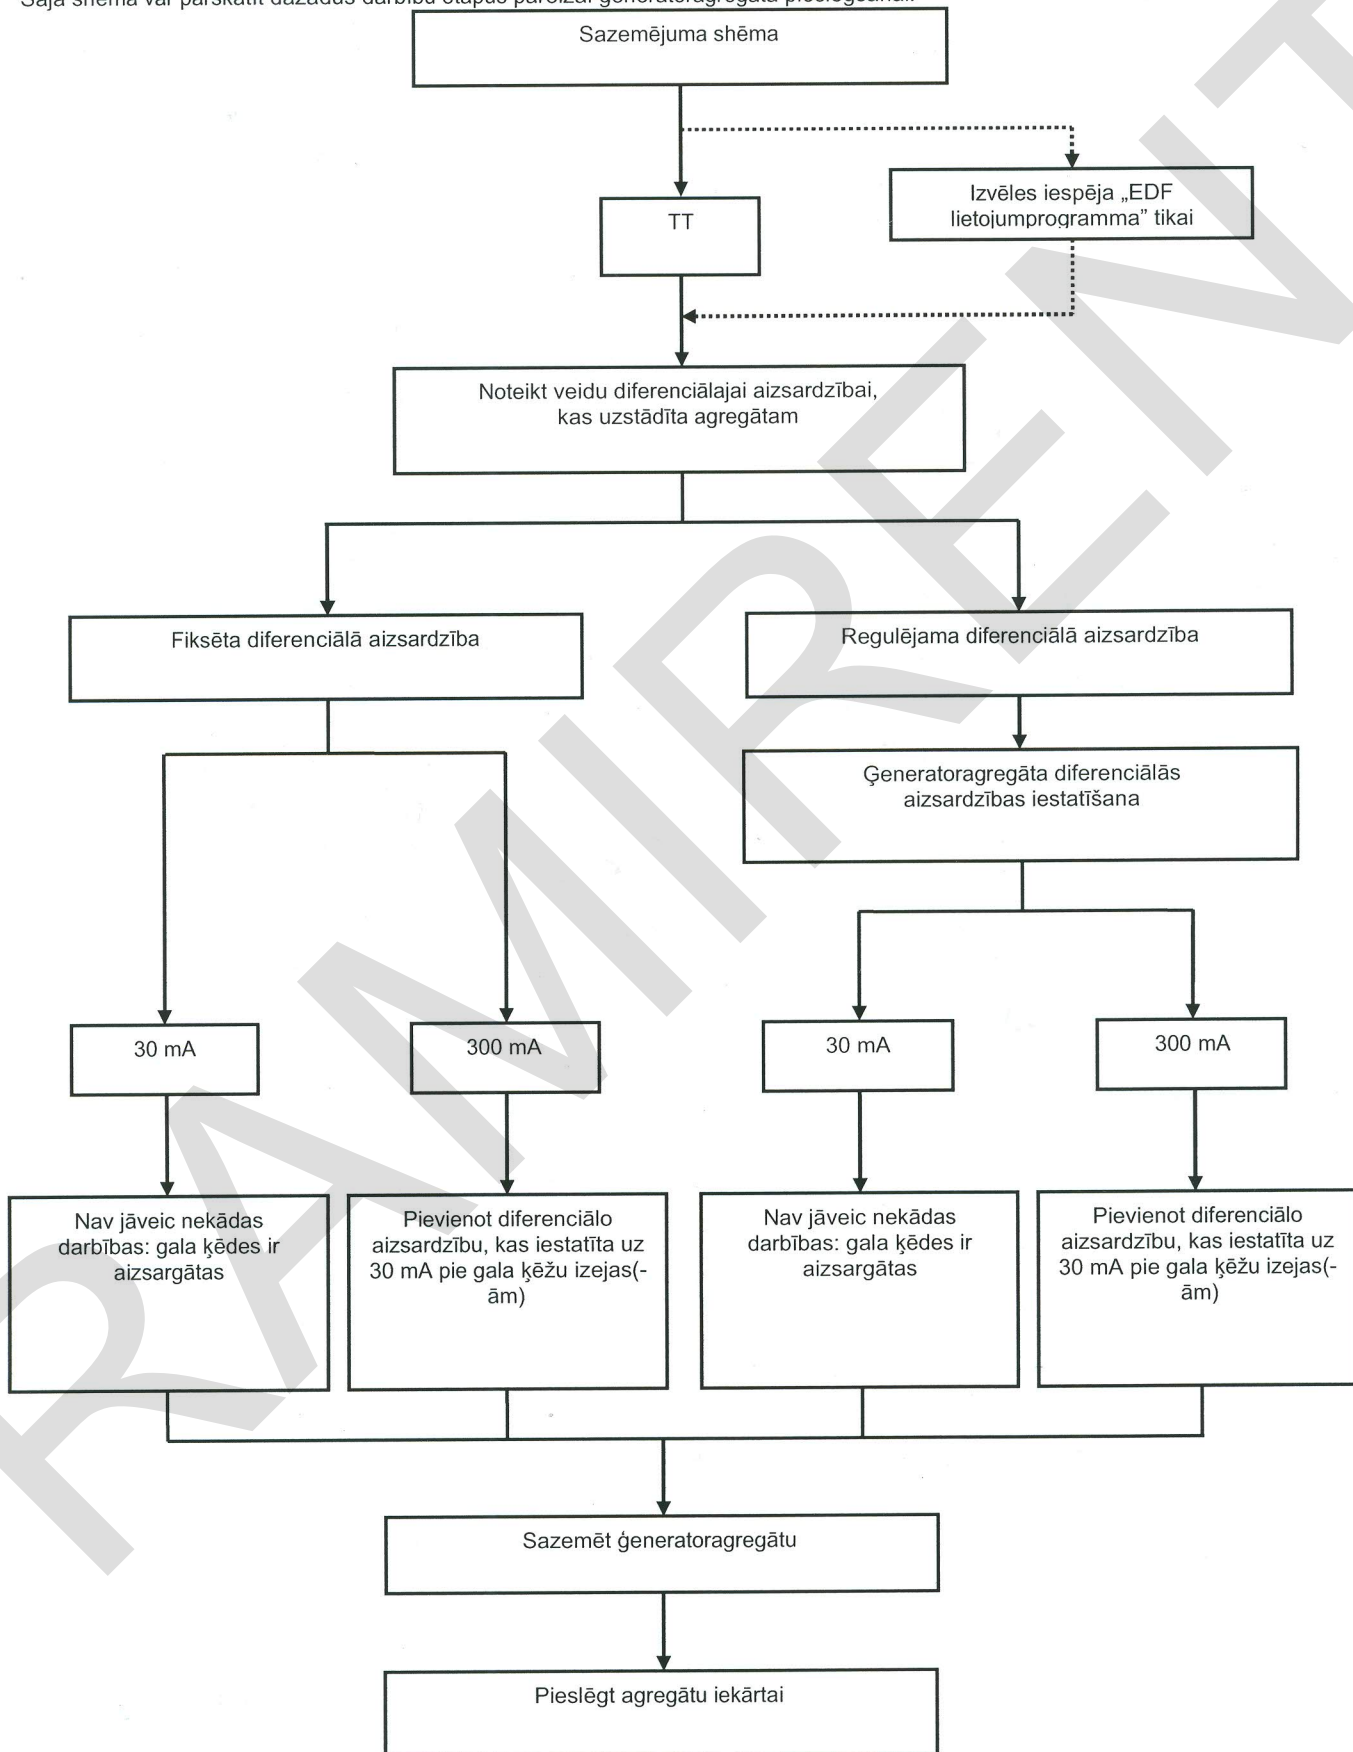 Sazemējuma shēma
Izvēles iespēja „EDF
lietojumprogramma” tikai
TT
Noteikt veidu diferenciālajai aizsardzībai,
kas uzstādīta agregātam
Fiksēta diferenciālā aizsardzība
Regulējama diferenciālā aizsardzība
Ģeneratoragregāta diferenciālās
aizsardzības iestatīšana
30 mA
300 mA
30 mA
300 mA
Nav jāveic nekādas
darbības: gala ķēdes ir
aizsargātas
Pievienot diferenciālo
aizsardzību, kas iestatīta uz
30 mA pie gala ķēžu izejas(-
ām)
Nav jāveic nekādas
darbības: gala ķēdes ir
aizsargātas
Pievienot diferenciālo
aizsardzību, kas iestatīta uz
30 mA pie gala ķēžu izejas(-
ām)
Sazemēt ģeneratoragregātu
Pieslēgt agregātu iekārtai
RAMIRENT